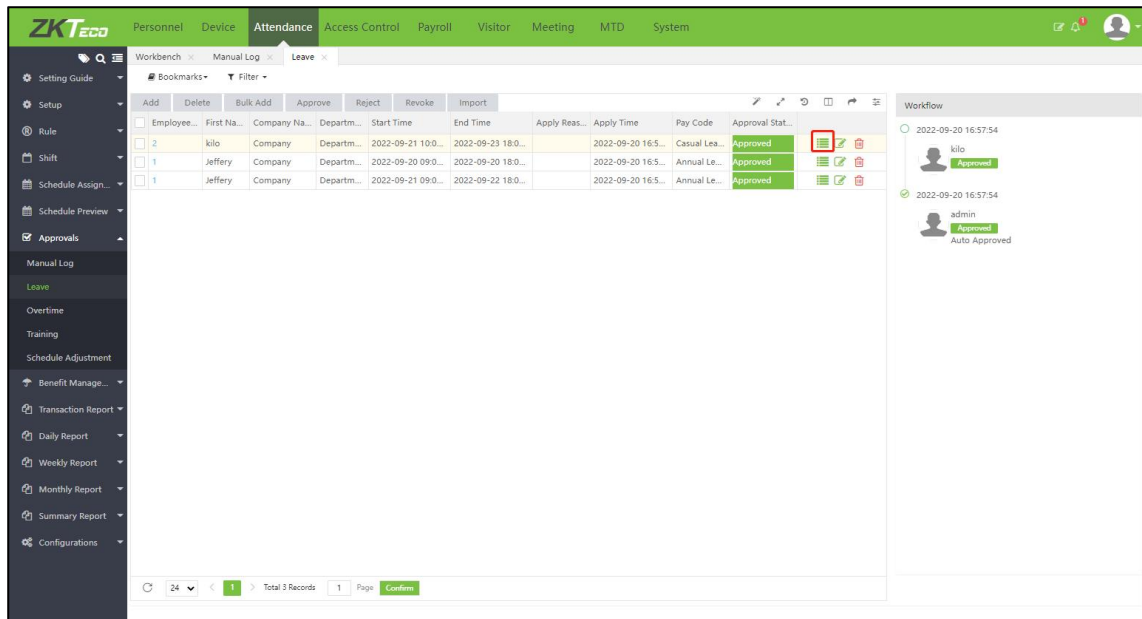 ZKTECO Personnel Device Attendance Access Control Payroll Visitor Meeting MTD System 1
Workbench × Manual Log × Leave ×
Bookmarks Filter
Setting Guide
Setup
Rule
Shift
Schedule Assign...
Schedule Preview
Approvals
Manual Log
Leave
Overtime
Training
Schedule Adjustment
Benefit Manage...
Transaction Report
Daily Report
Weekly Report
Monthly Report
Summary Report
Configurations
Add Delete Bulk Add Approve Reject Revoke Import
Employee... First Na... Company Na... Departm... Start Time End Time Apply Reas... Apply Time Pay Code Approval Stat...
2 kilo Company Departm... 2022-09-21 10:0... 2022-09-23 18:0... 2022-09-20 16:5... Casual Lea... Approved
1 Jeffery Company Departm... 2022-09-20 09:0... 2022-09-20 18:0... 2022-09-20 16:5... Annual Le... Approved
1 Jeffery Company Departm... 2022-09-21 09:0... 2022-09-22 18:0... 2022-09-20 16:5... Annual Le... Approved
24 < 1 > Total 3 Records 1 Page Confirm
Workflow
2022-09-20 16:57:54
kilo
Approved
2022-09-20 16:57:54
admin
Approved
Auto Approved